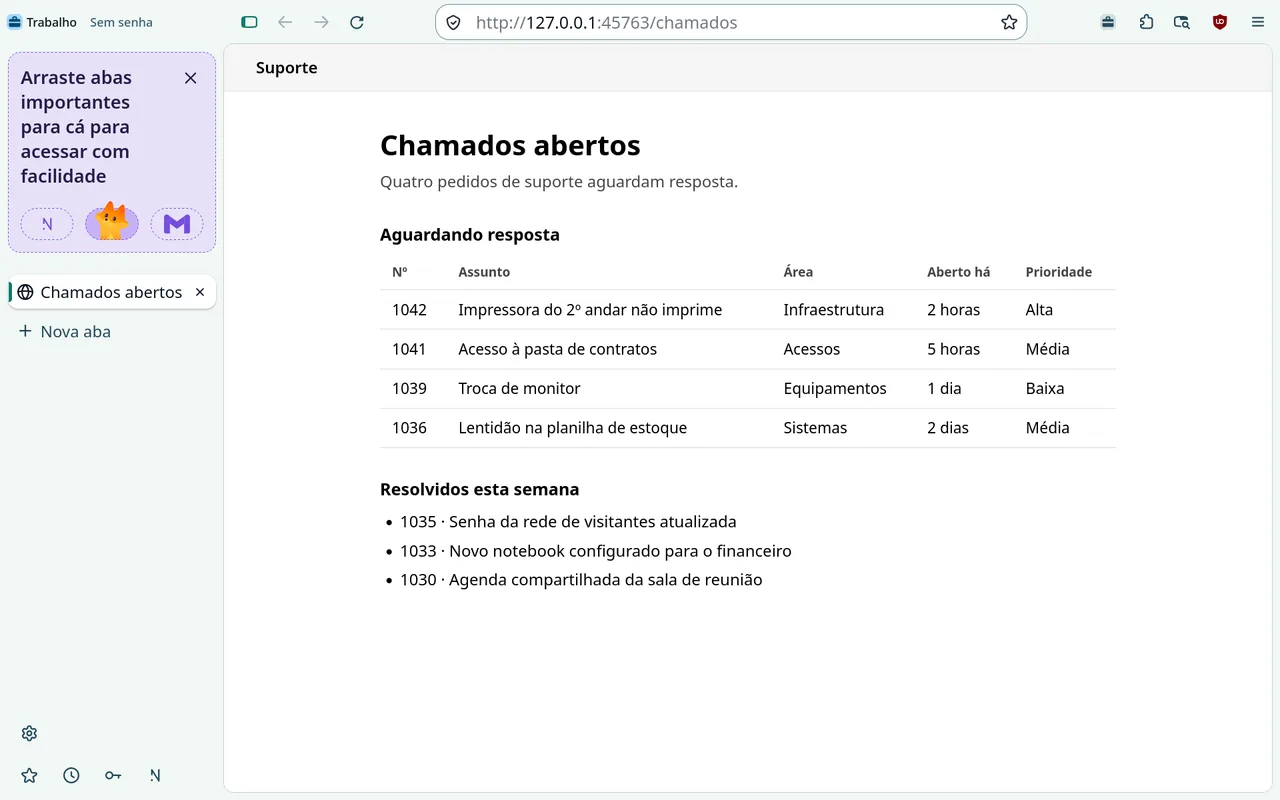 Trabalho Sem senha
http://127.0.0.1:45763/chamados
Arraste abas
importantes
para cá para
acessar com
facilidade
Chamados abertos
Nova aba
Suporte
Chamados abertos
Quatro pedidos de suporte aguardam resposta.
Aguardando resposta
Nº Assunto Área Aberto há Prioridade
1042 Impressora do 2º andar não imprime Infraestrutura 2 horas Alta
1041 Acesso à pasta de contratos Acessos 5 horas Média
1039 Troca de monitor Equipamentos 1 dia Baixa
1036 Lentidão na planilha de estoque Sistemas 2 dias Média
Resolvidos esta semana
• 1035 · Senha da rede de visitantes atualizada
• 1033 · Novo notebook configurado para o financeiro
• 1030 · Agenda compartilhada da sala de reunião